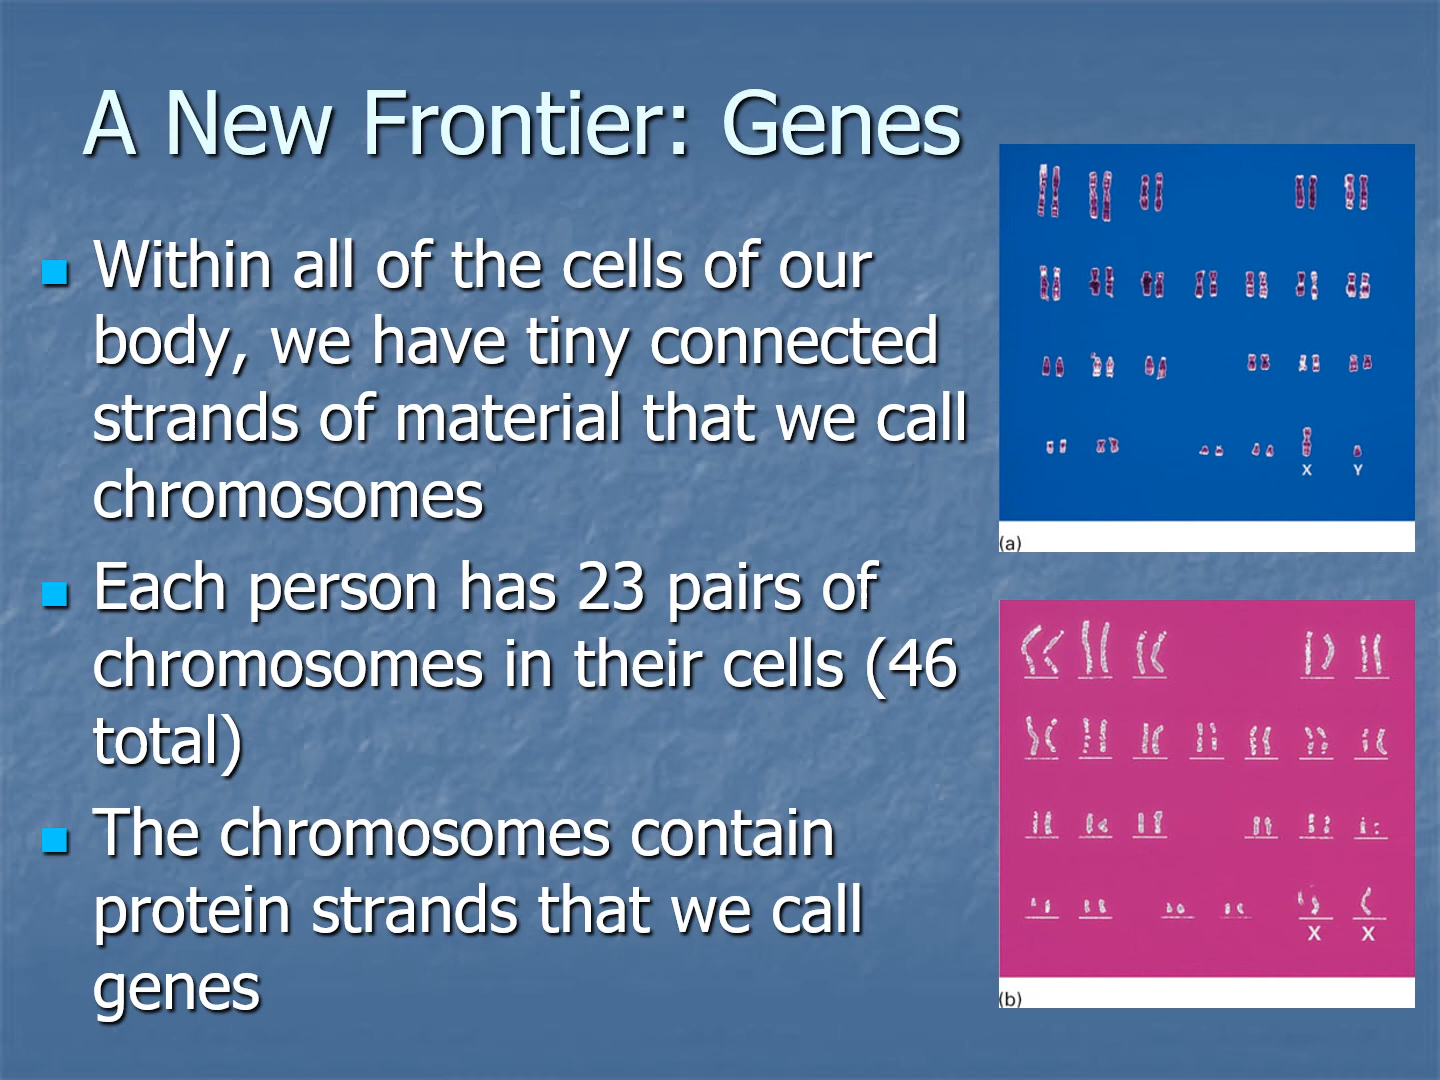 A New Frontier: Genes
Within all of the cells of our
body, we have tiny connected
strands of material that we call
chromosomes
Each person has 23 pairs of
chromosomes in their cells (46
total)
The chromosomes contain
protein strands that we call
genes
X Y
(a)
X X
(b)